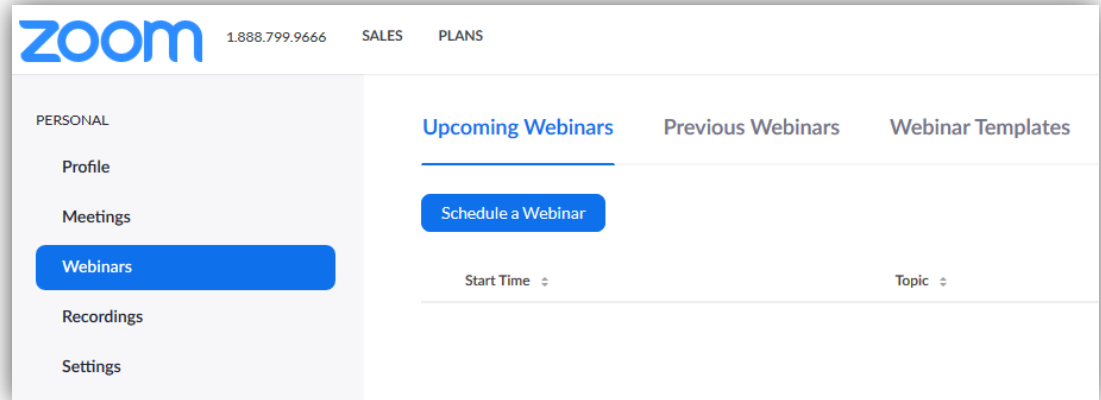 zoom 1.888.799.9666 SALES PLANS
PERSONAL
Profile
Meetings
Webinars
Recordings
Settings
Upcoming Webinars Previous Webinars Webinar Templates
Schedule a Webinar
Start Time Topic